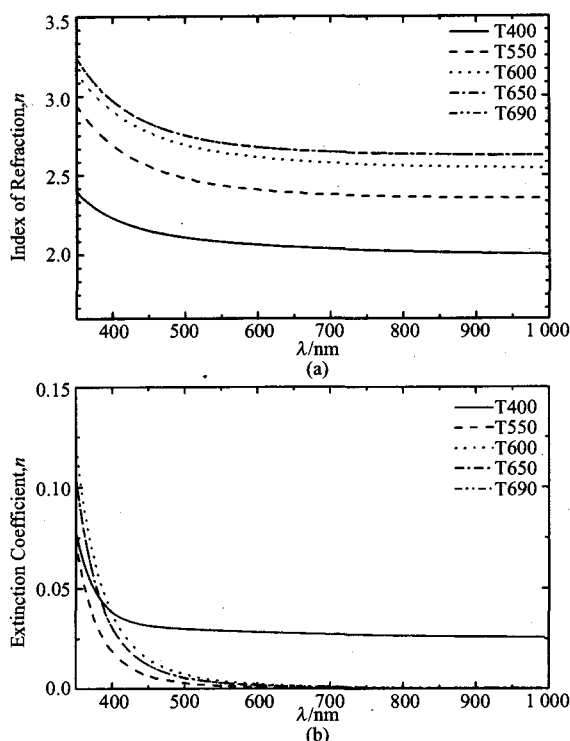 3.5
3.0
2.5
2.0
Index of Refraction,n
T400
T550
T600
T650
T690
400 500 600 700 800 900 1 000
λ/nm
(a)
0.15
0.10
0.05
0.0
Extinction Coefficient,n
T400
T550
T600
T650
T690
400 500 600 700 800 900 1 000
λ/nm
(b)